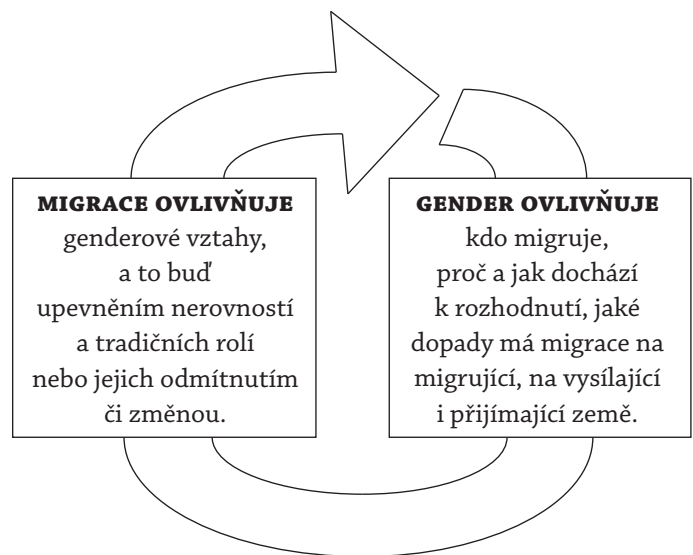 MIGRACE OVLIVŇUJE
genderové vztahy,
a to buď
upevněním nerovností
a tradičních rolí
nebo jejich odmítnutím
či změnou.
GENDER OVLIVŇUJE
kdo migruje,
proč a jak dochází
k rozhodnutí, jaké
dopady má migrace na
migrující, na vysílající
i přijímající země.